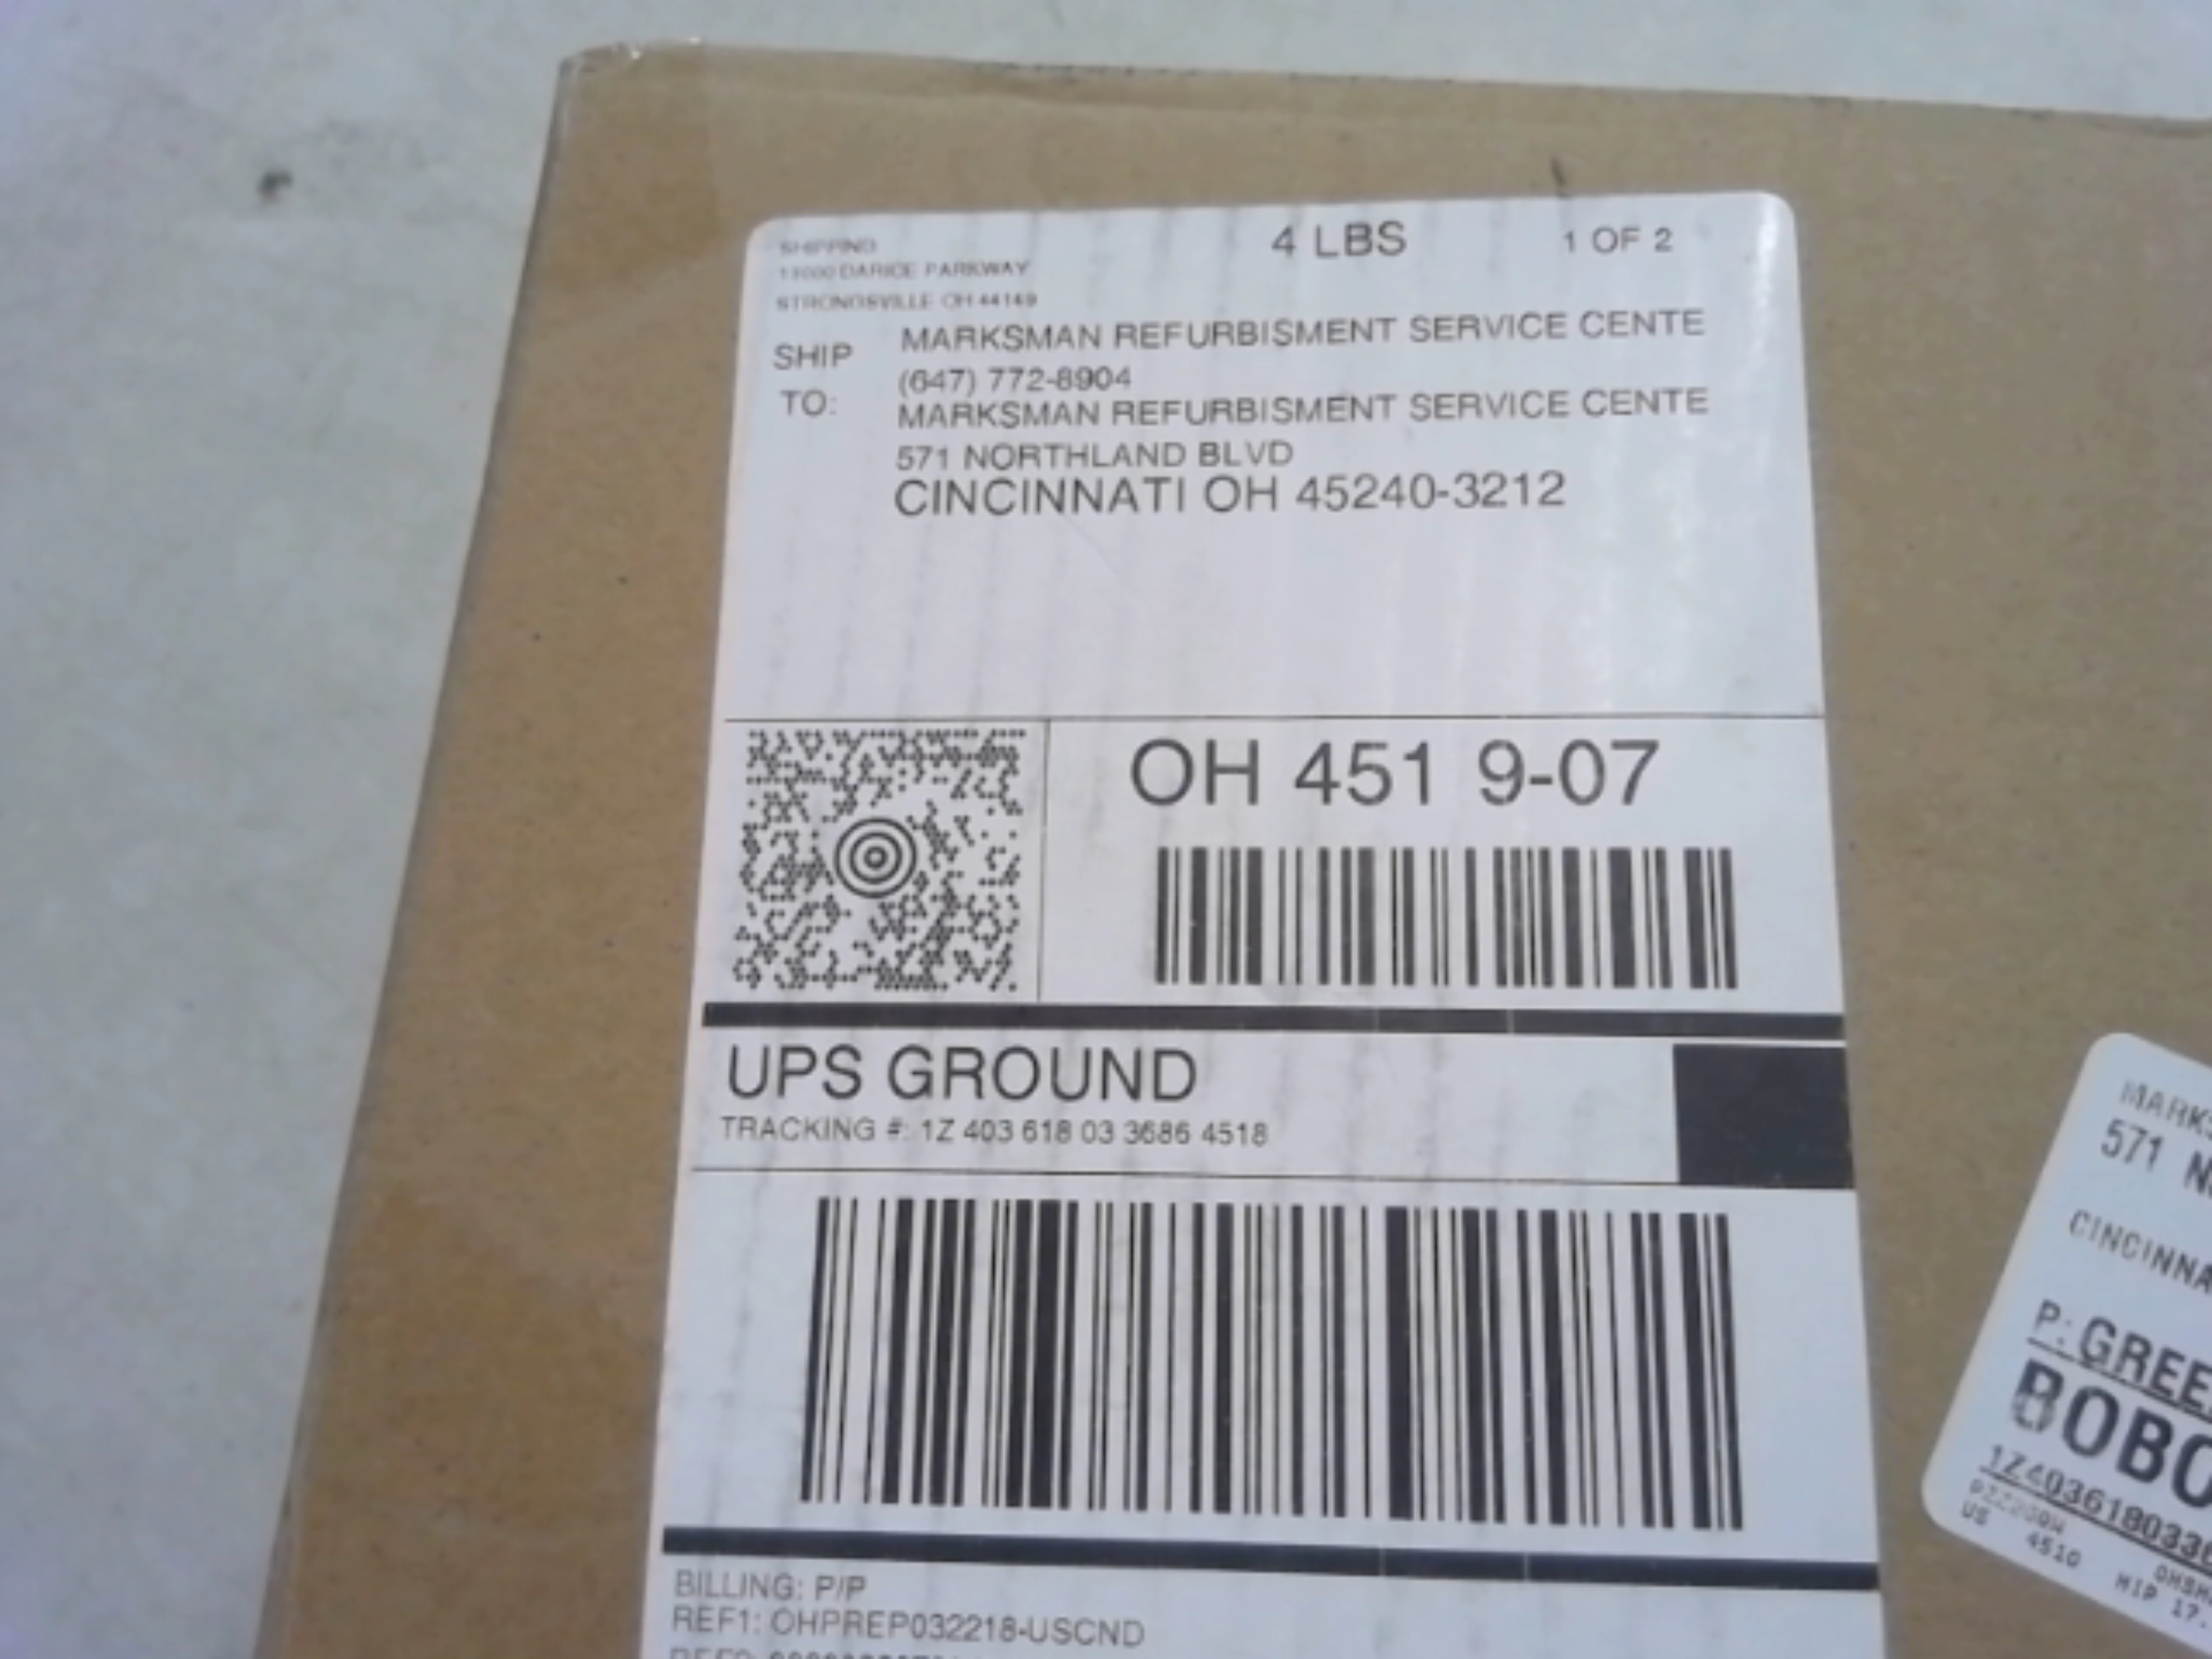 SHIPPING
DARICE PARKWAY
STRONGSVILLE OH 44149
4 LBS
1 OF 2
SHIP
TO:
MARKSMAN REFURBISMENT SERVICE CENTE
(647) 772-8904
MARKSMAN REFURBISMENT SERVICE CENTE
571 NORTHLAND BLVD
CINCINNATI OH 45240-3212
OH 451 9-07
UPS GROUND
TRACKING #: 1Z 403 618 03 3686 4518
BILLING: P/P
REF1: OHPREP032218-USCND
571
P: GREE
BOBO
US 4510
HIP 17.